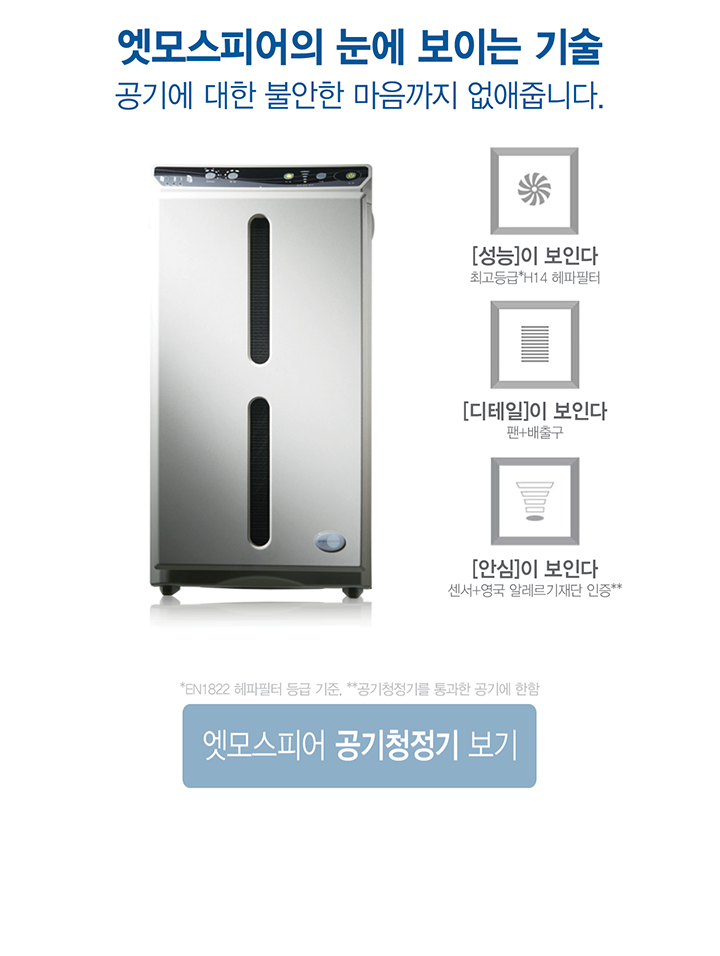 엣모스피어의 눈에 보이는 기술
공기에 대한 불안한 마음까지 없애줍니다.
[성능]이 보인다
최고등급*H14 헤파필터
[디테일]이 보인다
팬+배출구
[안심]이 보인다
센서+영국 알레르기재단 인증**
*EN1822 헤파필터 등급 기준, **공기청정기를 통과한 공기에 한함
엣모스피어 공기청정기 보기